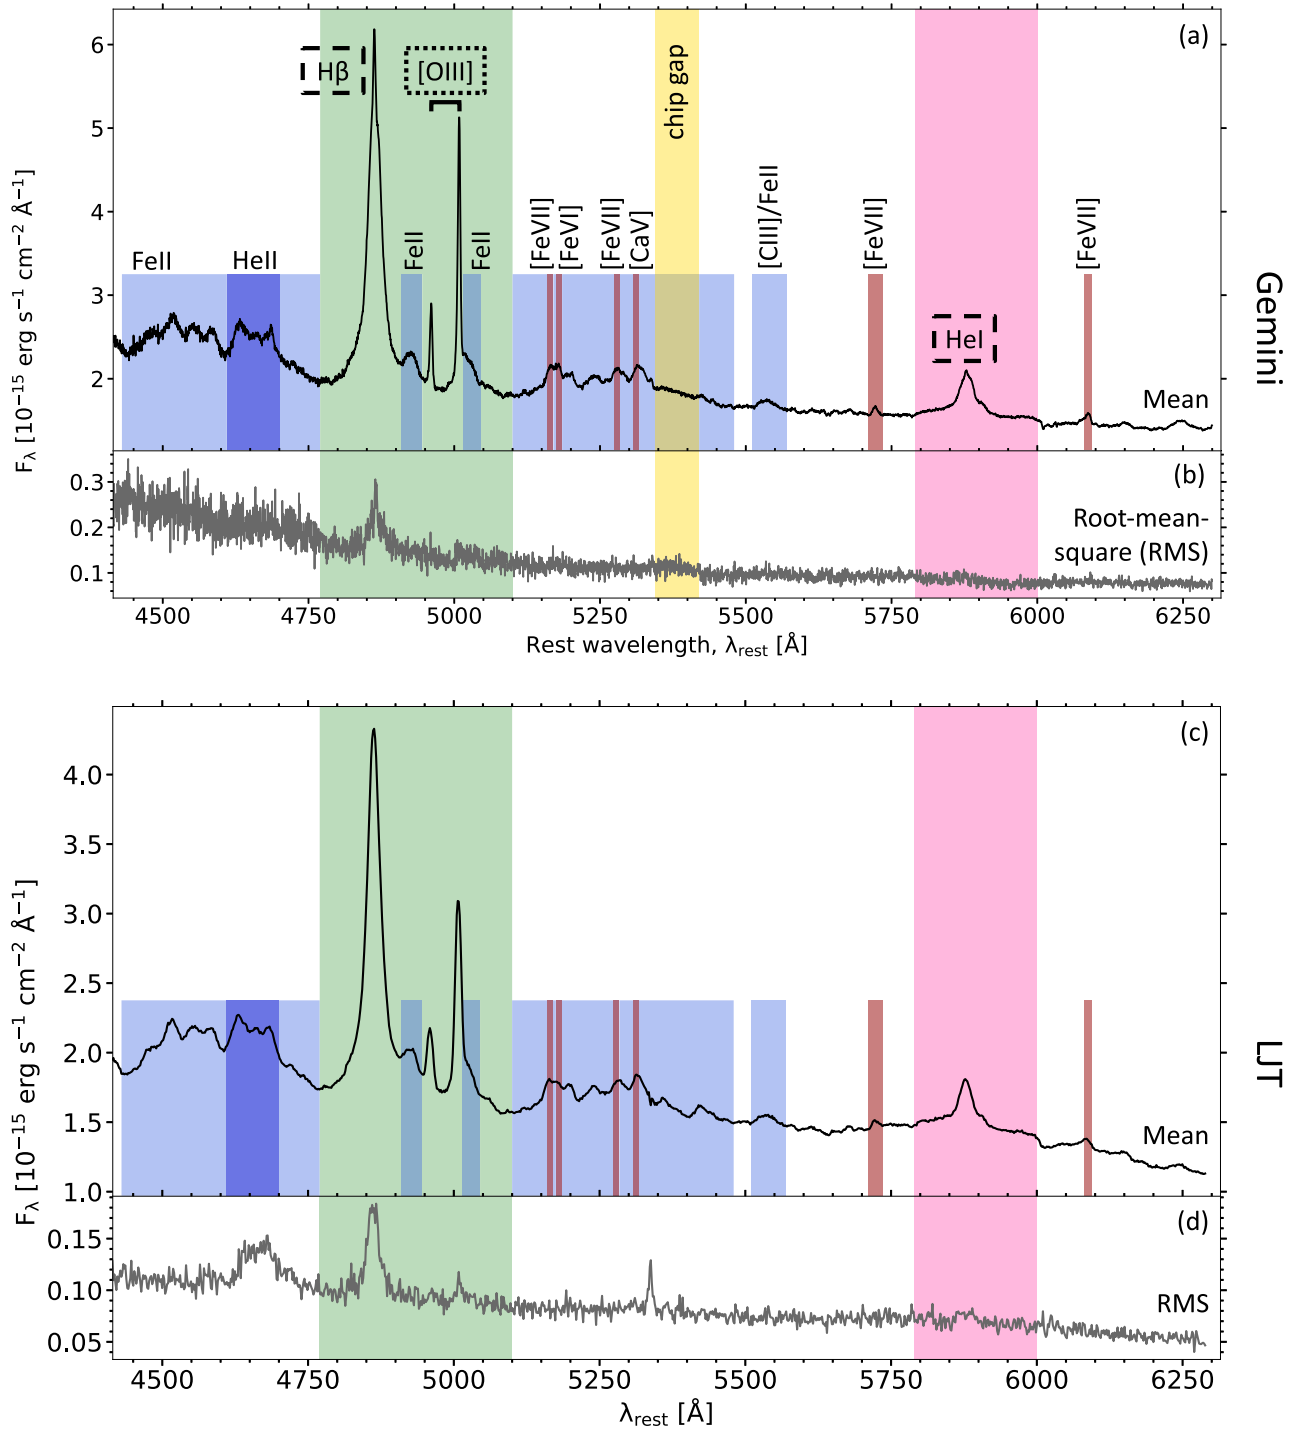 (a)
6
Hβ
[OIII]
chip gap
5
4
[FeVII]
[FeVI]
[FeVII]
[CaV]
[CIII]/FeII
[FeVII]
[FeVII]
FeII
FeII
FeII
HeII
3
HeI
2
Mean
F_λ [10⁻¹⁵ erg s⁻¹ cm⁻² Å⁻¹]
Gemini
(b)
0.3
0.2
0.1
Root-mean-
square (RMS)
4500 4750 5000 5250 5500 5750 6000 6250
Rest wavelength, λ_rest [Å]
(c)
4.0
3.5
3.0
2.5
2.0
1.5
1.0
Mean
F_λ [10⁻¹⁵ erg s⁻¹ cm⁻² Å⁻¹]
LJT
(d)
0.15
0.10
0.05
RMS
4500 4750 5000 5250 5500 5750 6000 6250
λ_rest [Å]